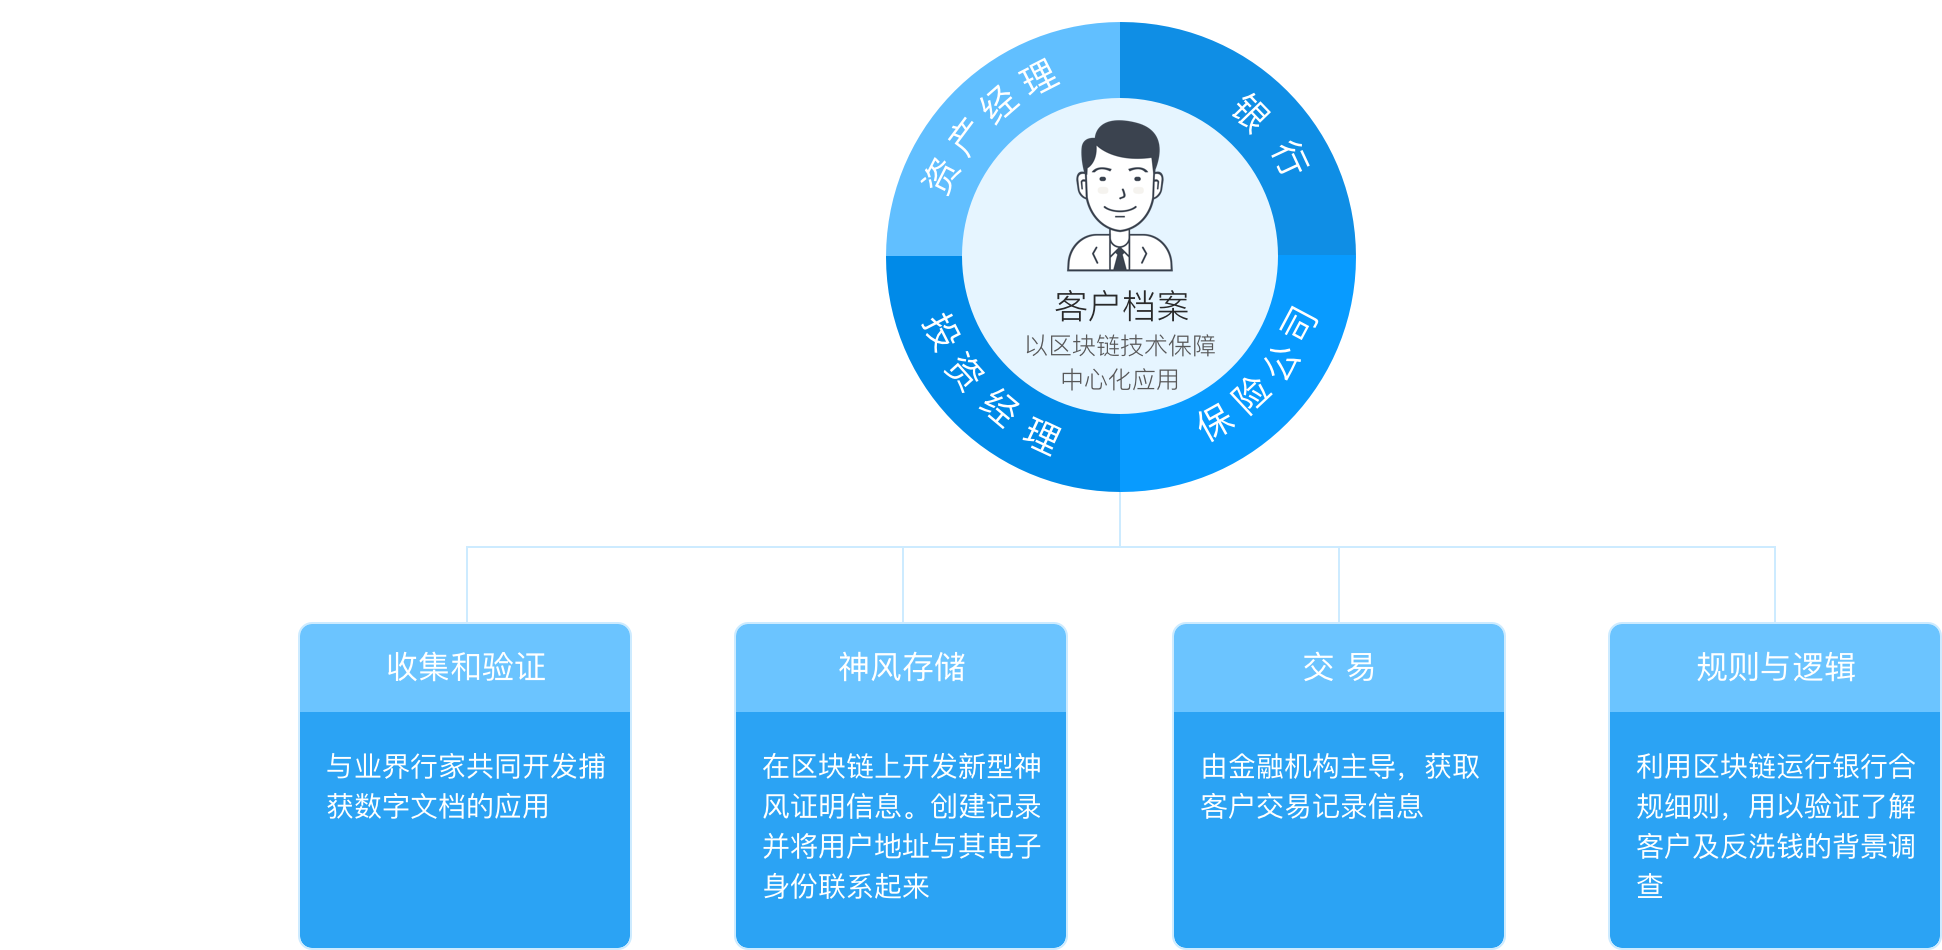 资产经理
银行
客户档案
以区块链技术保障
中心化应用
投资经理
保险公司
收集和验证
神风存储
交 易
规则与逻辑
与业界行家共同开发捕
获数字文档的应用
在区块链上开发新型神
风证明信息。创建记录
并将用户地址与其电子
身份联系起来
由金融机构主导，获取
客户交易记录信息
利用区块链运行银行合
规细则，用以验证了解
客户及反洗钱的背景调
查